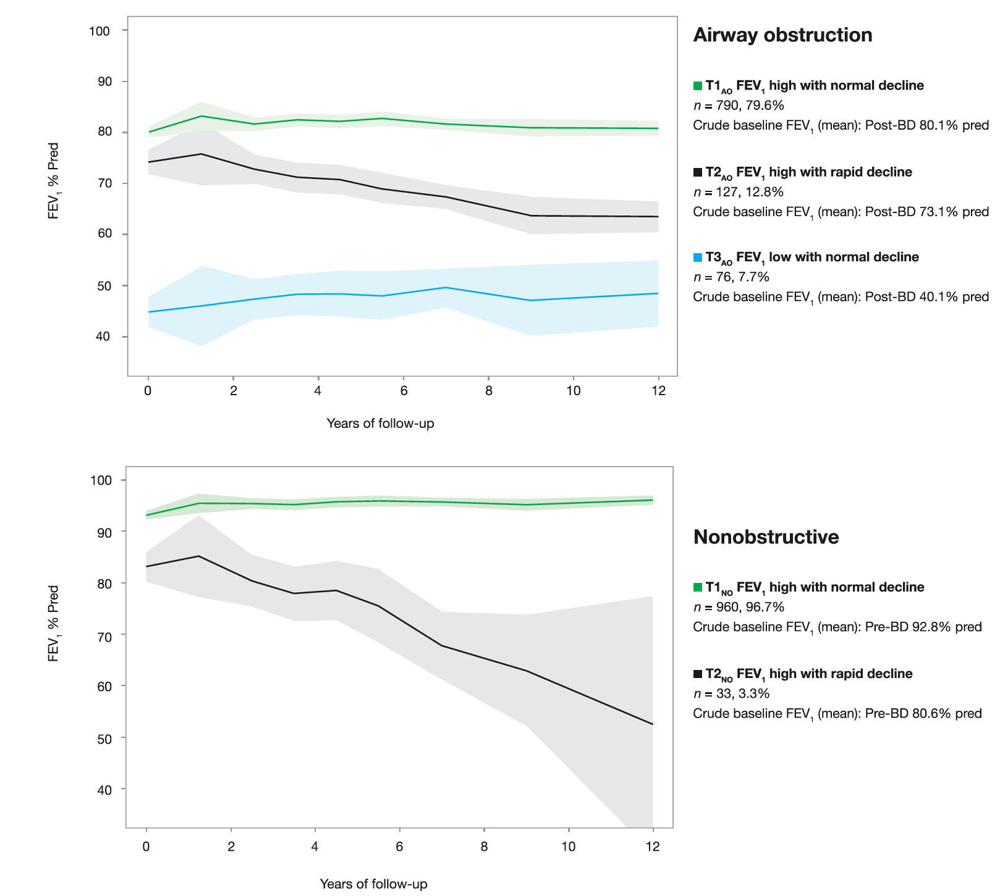 Airway obstruction
T1AO FEV1 high with normal decline
n = 790, 79.6%
Crude baseline FEV1 (mean): Post-BD 80.1% pred
T2AO FEV1 high with rapid decline
n = 127, 12.8%
Crude baseline FEV1 (mean): Post-BD 73.1% pred
T3AO FEV1 low with normal decline
n = 76, 7.7%
Crude baseline FEV1 (mean): Post-BD 40.1% pred
FEV1 % Pred
100
90
80
70
60
50
40
0 2 4 6 8 10 12
Years of follow-up
Nonobstructive
T1NO FEV1 high with normal decline
n = 960, 96.7%
Crude baseline FEV1 (mean): Pre-BD 92.8% pred
T2NO FEV1 high with rapid decline
n = 33, 3.3%
Crude baseline FEV1 (mean): Pre-BD 80.6% pred
FEV1 % Pred
100
90
80
70
60
50
40
0 2 4 6 8 10 12
Years of follow-up